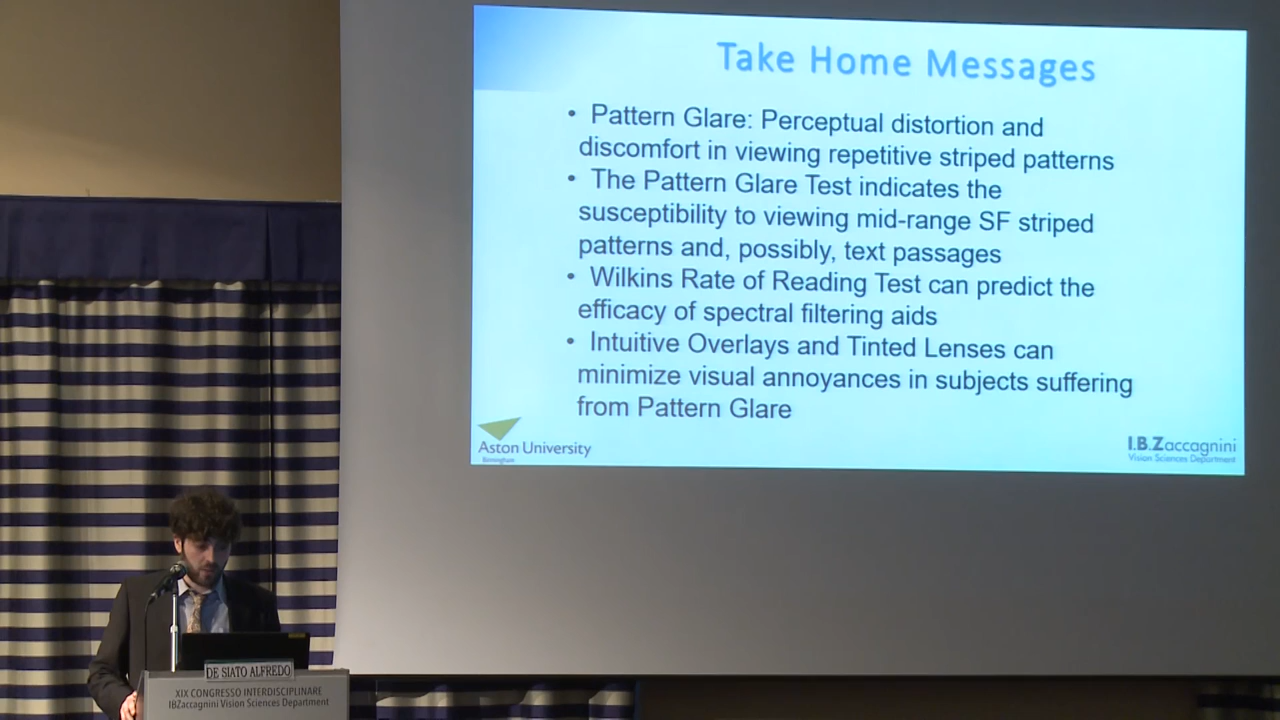 Take Home Messages
• Pattern Glare: Perceptual distortion and
discomfort in viewing repetitive striped patterns
• The Pattern Glare Test indicates the
susceptibility to viewing mid-range SF striped
patterns and, possibly, text passages
• Wilkins Rate of Reading Test can predict the
efficacy of spectral filtering aids
• Intuitive Overlays and Tinted Lenses can
minimize visual annoyances in subjects suffering
from Pattern Glare
Aston University
Birmingham
I.B.Zaccagnini
Vision Sciences Department
DE SIATO ALFREDO
XIX CONGRESSO INTERDISCIPLINARE
IBZaccagnini Vision Sciences Department